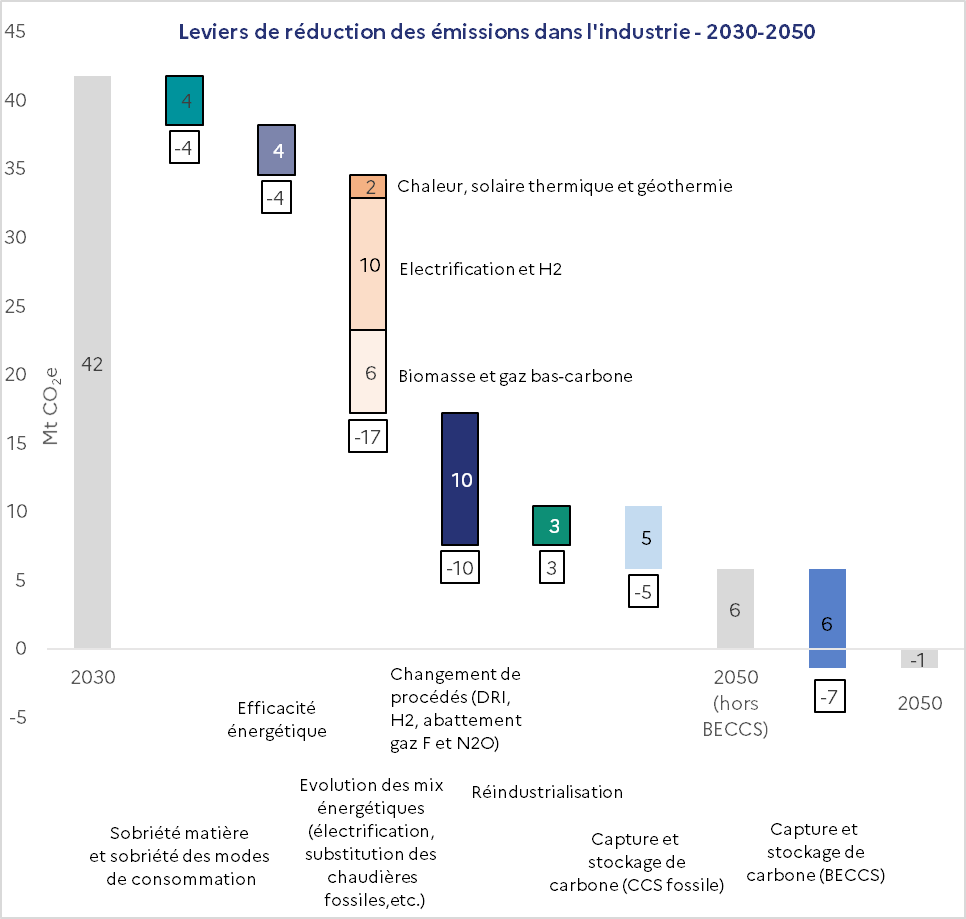 Leviers de réduction des émissions dans l'industrie - 2030-2050
45
40
35
30
25
20
15
10
5
0
-5
Mt CO₂e
42
4
-4
4
-4
2
Chaleur, solaire thermique et géothermie
10
Electrification et H2
6
Biomasse et gaz bas-carbone
-17
10
-10
3
3
5
-5
6
6
-7
-1
2030
Sobriété matière
et sobriété des modes
de consommation
Efficacité
énergétique
Evolution des mix
énergétiques
(électrification,
substitution des
chaudières
fossiles,etc.)
Changement de
procédés (DRI,
H2, abattement
gaz F et N2O)
Réindustrialisation
Capture et
stockage de
carbone (CCS fossile)
2050
(hors
BECCS)
Capture et
stockage de
carbone (BECCS)
2050